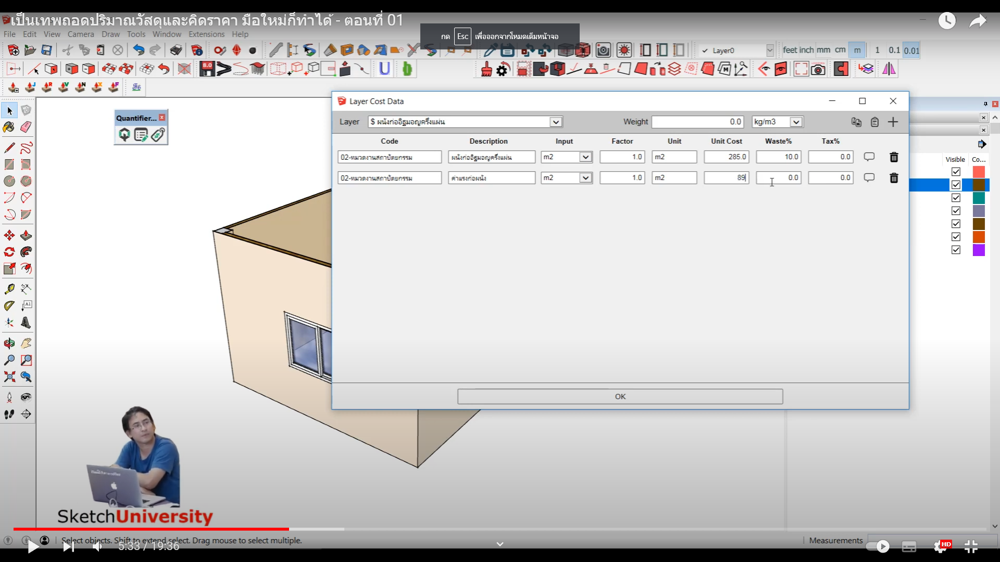 เป็นเทพถอดปริมาณวัสดุและคิดราคา มือใหม่ก็ทำได้ - ตอนที่ 01
File Edit View Camera Draw Tools Window Extensions Help
กด Esc เพื่อออกจากโหมดเต็มหน้าจอ
Layer0 feet inch mm cm m 1 0.1 0.01
8.0
Layer Cost Data
Quantifier...
Layer $ ผนังก่ออิฐมอญครึ่งแผ่น Weight 0.0 kg/m3
Code Description Input Factor Unit Unit Cost Waste% Tax%
02-หมวดงานสถาปัตยกรรม ผนังก่ออิฐมอญครึ่งแผ่น m2 1.0 m2 285.0 10.0 0.0
02-หมวดงานสถาปัตยกรรม ค่าแรงก่อผนัง m2 1.0 m2 89 0.0 0.0
Visible Co...
OK
SketchUniversity
Select objects. Shift to extend select. Drag mouse to select multiple.
Measurements
5:33 / 19:36
HD